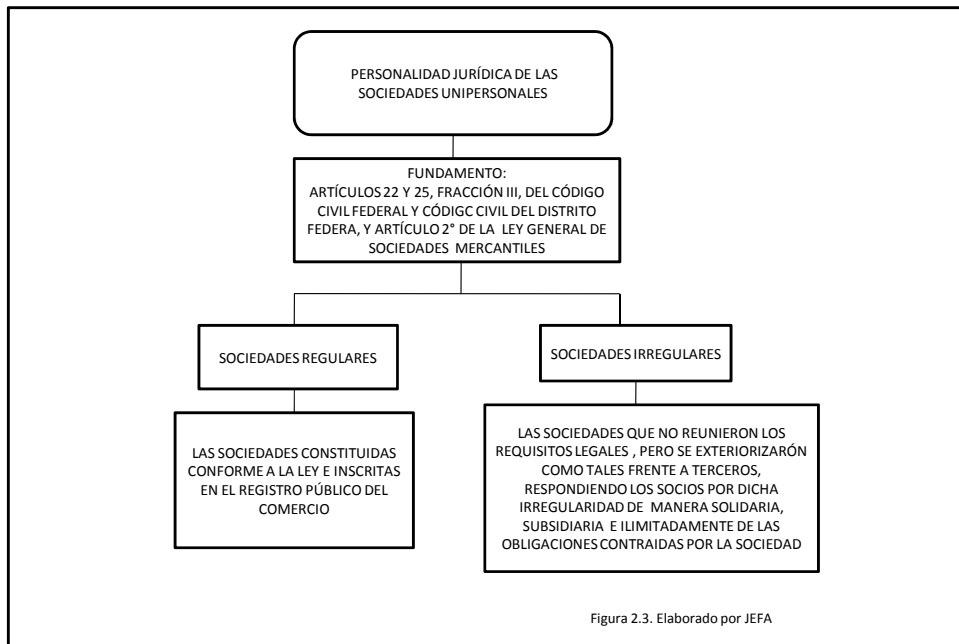 PERSONALIDAD JURÍDICA DE LAS
SOCIEDADES UNIPERSONALES
FUNDAMENTO:
ARTÍCULOS 22 Y 25, FRACCIÓN III, DEL CÓDIGO
CIVIL FEDERAL Y CÓDIGC CIVIL DEL DISTRITO
FEDERA, Y ARTÍCULO 2° DE LA LEY GENERAL DE
SOCIEDADES MERCANTILES
SOCIEDADES REGULARES
SOCIEDADES IRREGULARES
LAS SOCIEDADES CONSTITUIDAS
CONFORME A LA LEY E INSCRITAS
EN EL REGISTRO PÚBLICO DEL
COMERCIO
LAS SOCIEDADES QUE NO REUNIERON LOS
REQUISITOS LEGALES , PERO SE EXTERIORIZARÓN
COMO TALES FRENTE A TERCEROS,
RESPONDIENDO LOS SOCIOS POR DICHA
IRREGULARIDAD DE MANERA SOLIDARIA,
SUBSIDIARIA E ILIMITADAMENTE DE LAS
OBLIGACIONES CONTRAIDAS POR LA SOCIEDAD
Figura 2.3. Elaborado por JEFA